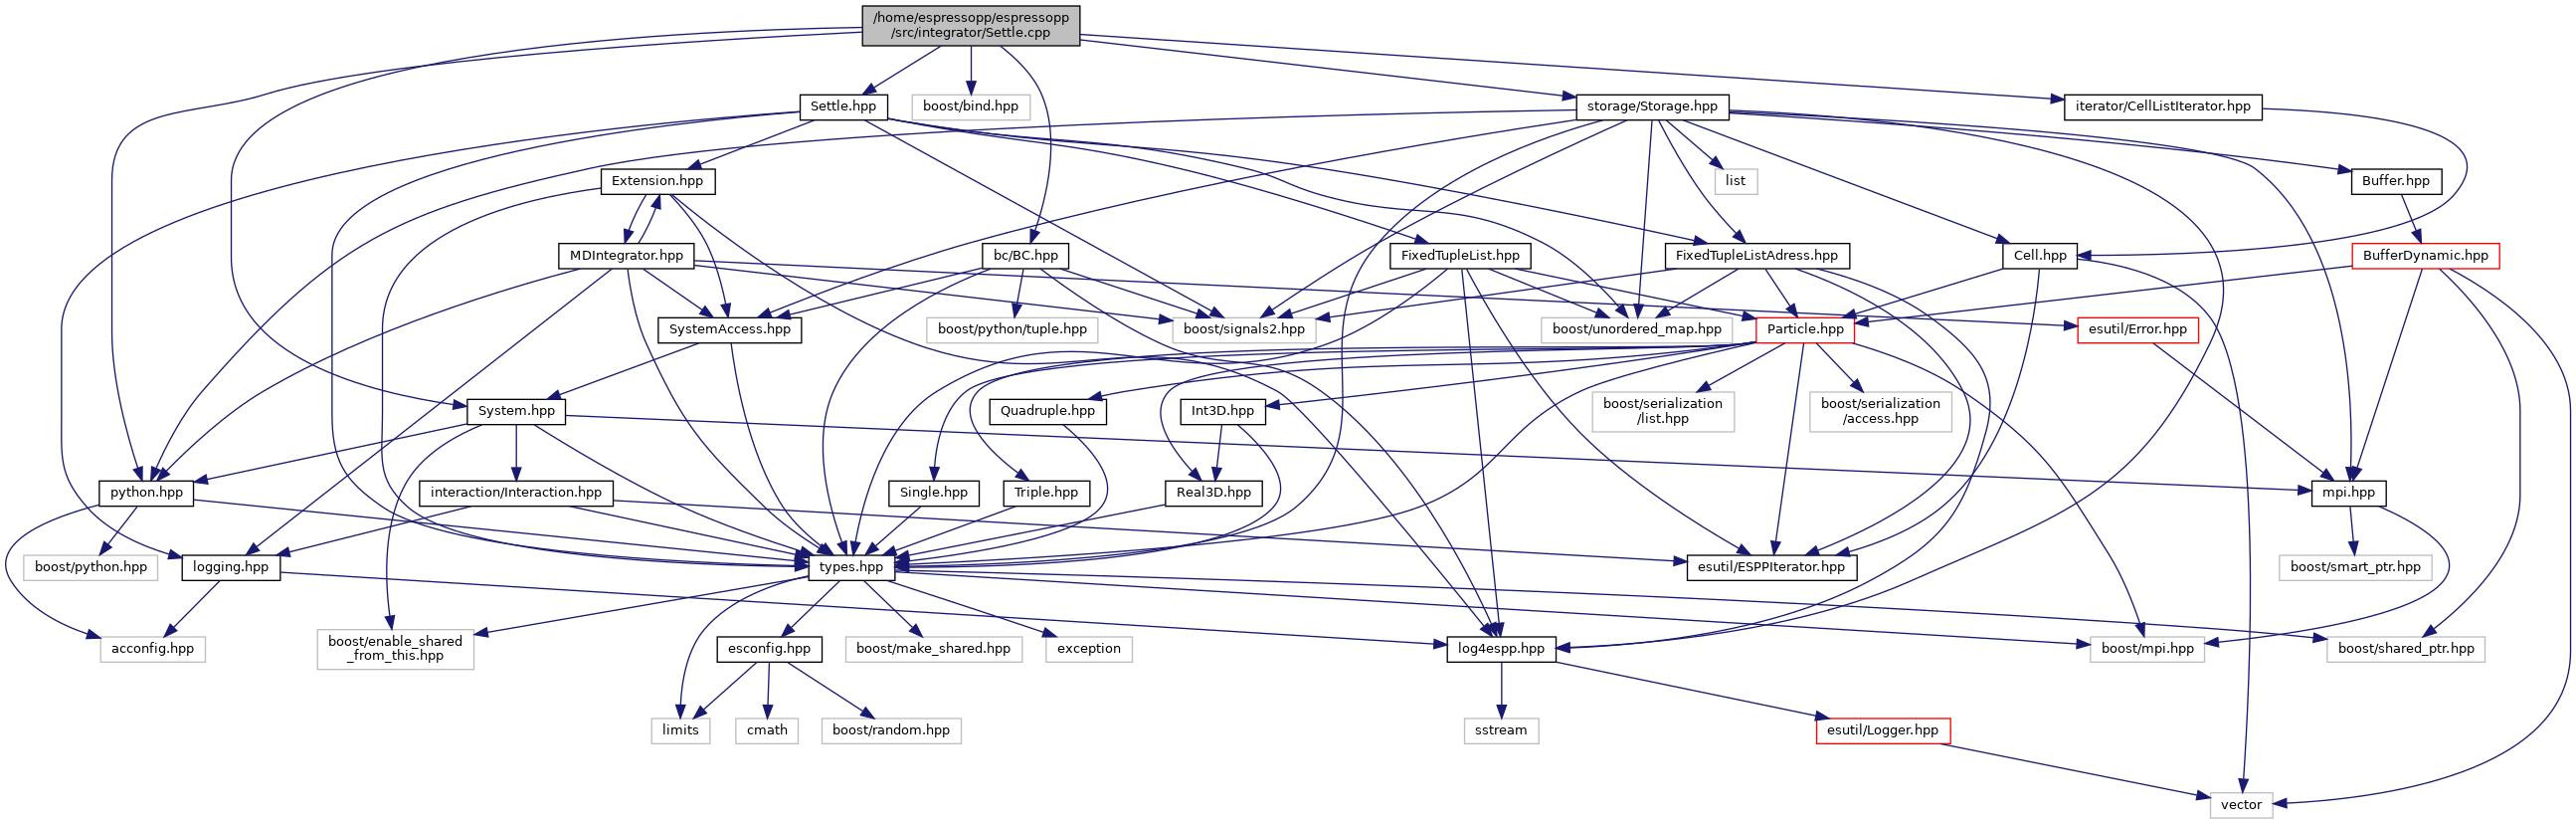 /home/espressopp/espressopp
/src/integrator/Settle.cpp
Settle.hpp
boost/bind.hpp
storage/Storage.hpp
iterator/CellListIterator.hpp
Extension.hpp
list
Buffer.hpp
MDIntegrator.hpp
bc/BC.hpp
FixedTupleList.hpp
FixedTupleListAdress.hpp
Cell.hpp
BufferDynamic.hpp
SystemAccess.hpp
boost/python/tuple.hpp
boost/signals2.hpp
boost/unordered_map.hpp
Particle.hpp
esutil/Error.hpp
System.hpp
Quadruple.hpp
Int3D.hpp
boost/serialization
/list.hpp
boost/serialization
/access.hpp
python.hpp
interaction/Interaction.hpp
Single.hpp
Triple.hpp
Real3D.hpp
mpi.hpp
boost/python.hpp
logging.hpp
types.hpp
esutil/ESPPIterator.hpp
boost/smart_ptr.hpp
acconfig.hpp
boost/enable_shared
_from_this.hpp
esconfig.hpp
boost/make_shared.hpp
exception
log4espp.hpp
boost/mpi.hpp
boost/shared_ptr.hpp
limits
cmath
boost/random.hpp
sstream
esutil/Logger.hpp
vector